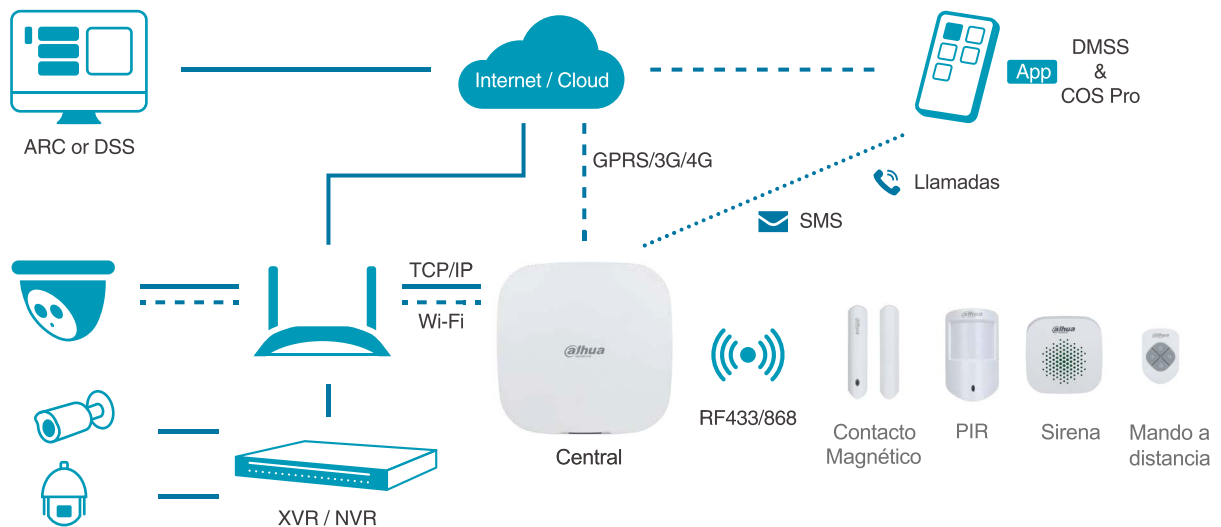 Internet / Cloud
App
DMSS
&
COS Pro
ARC or DSS
GPRS/3G/4G
Llamadas
SMS
TCP/IP
Wi-Fi
alhua
RF433/868
Central
alhua
alhua
Contacto
Magnético
PIR
Sirena
Mando a
distancia
XVR / NVR